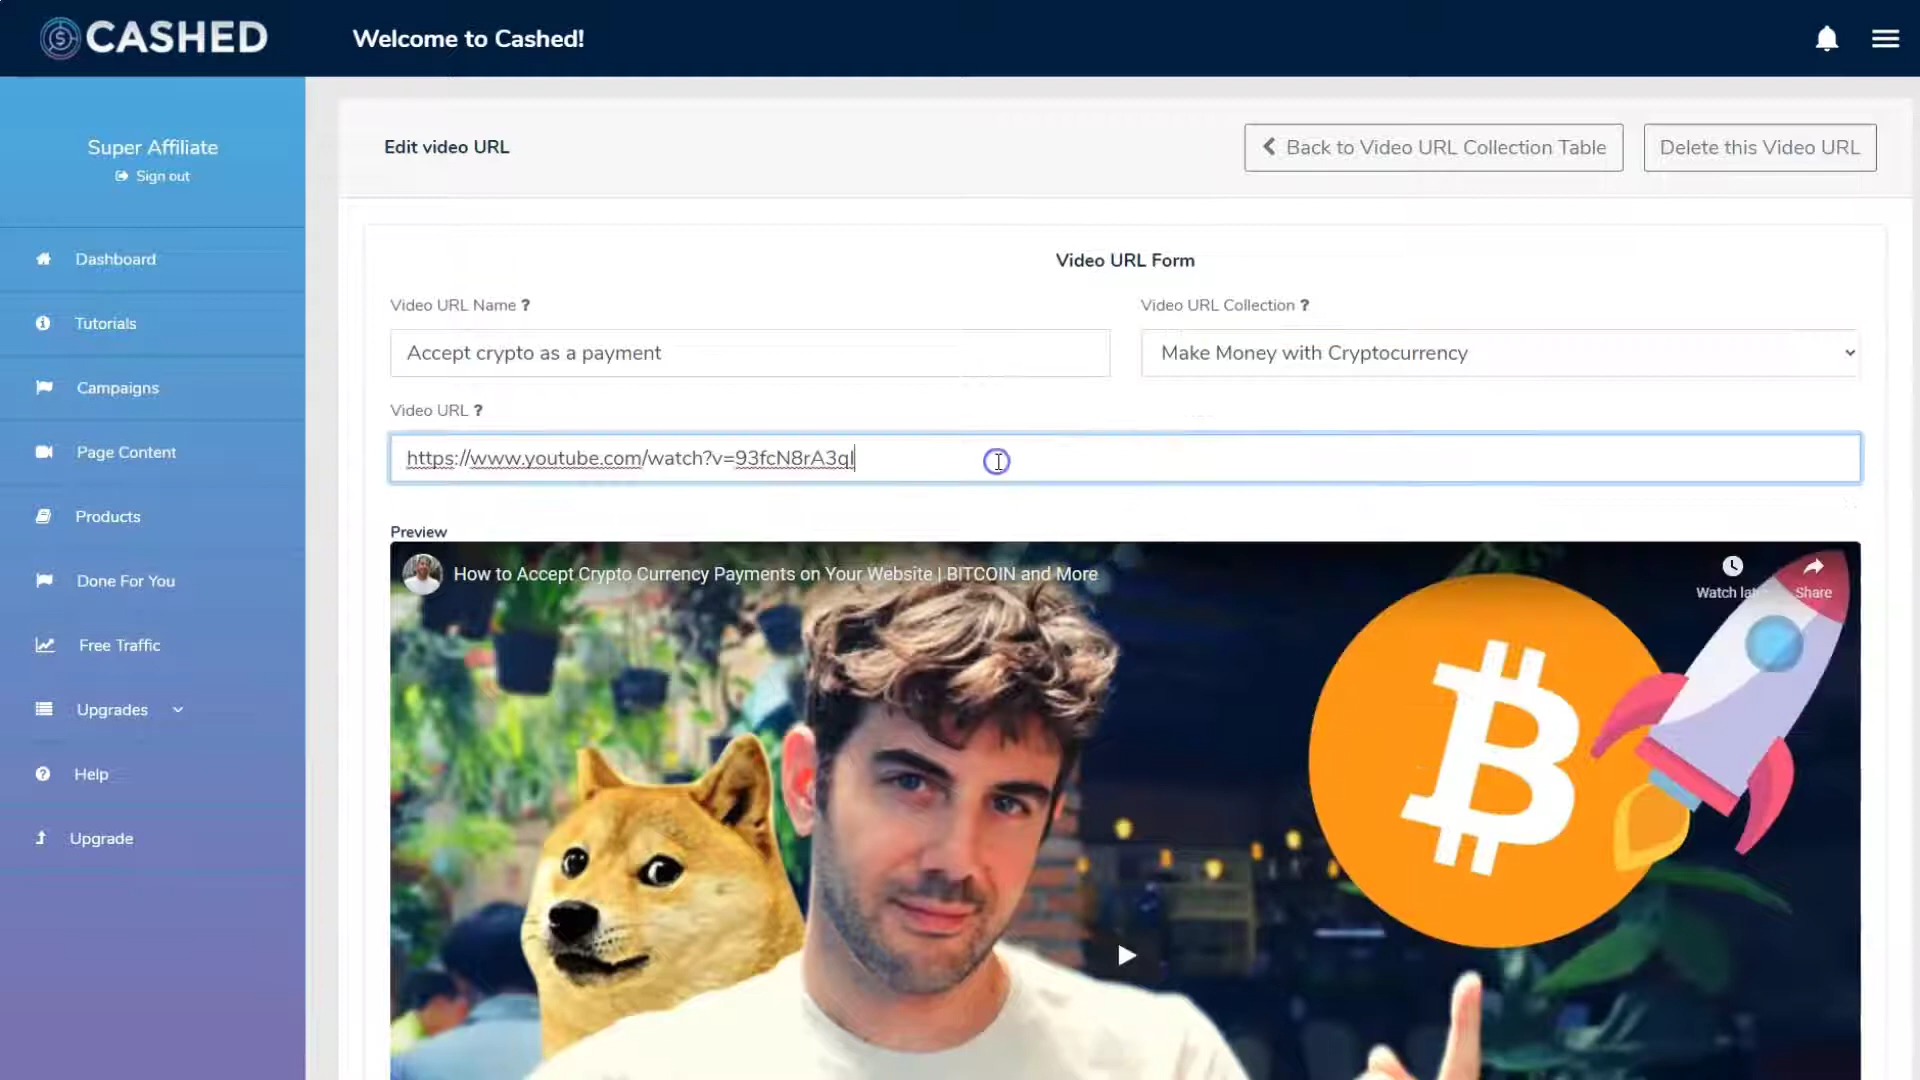 CASHED
Welcome to Cashed!
Super Affiliate
Sign out
Dashboard
Tutorials
Campaigns
Page Content
Products
Done For You
Free Traffic
Upgrades
Help
Upgrade
Edit video URL
Back to Video URL Collection Table
Delete this Video URL
Video URL Form
Video URL Name ?
Video URL Collection ?
Accept crypto as a payment
Make Money with Cryptocurrency
Video URL ?
https://www.youtube.com/watch?v=93fcN8rA3qI
Preview
How to Accept Crypto Currency Payments on Your Website | BITCOIN and More
Watch lat
Share